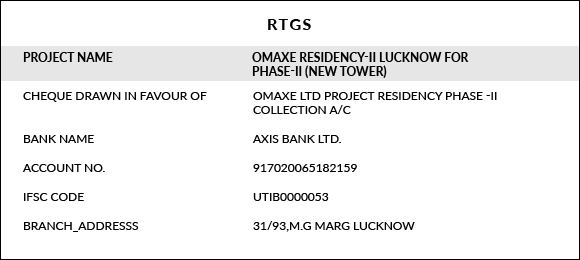 RTGS
PROJECT NAME OMAXE RESIDENCY-II LUCKNOW FOR
PHASE-II (NEW TOWER)
CHEQUE DRAWN IN FAVOUR OF OMAXE LTD PROJECT RESIDENCY PHASE -II
COLLECTION A/C
BANK NAME AXIS BANK LTD.
ACCOUNT NO. 917020065182159
IFSC CODE UTIB0000053
BRANCH_ADDRESSS 31/93,M.G MARG LUCKNOW